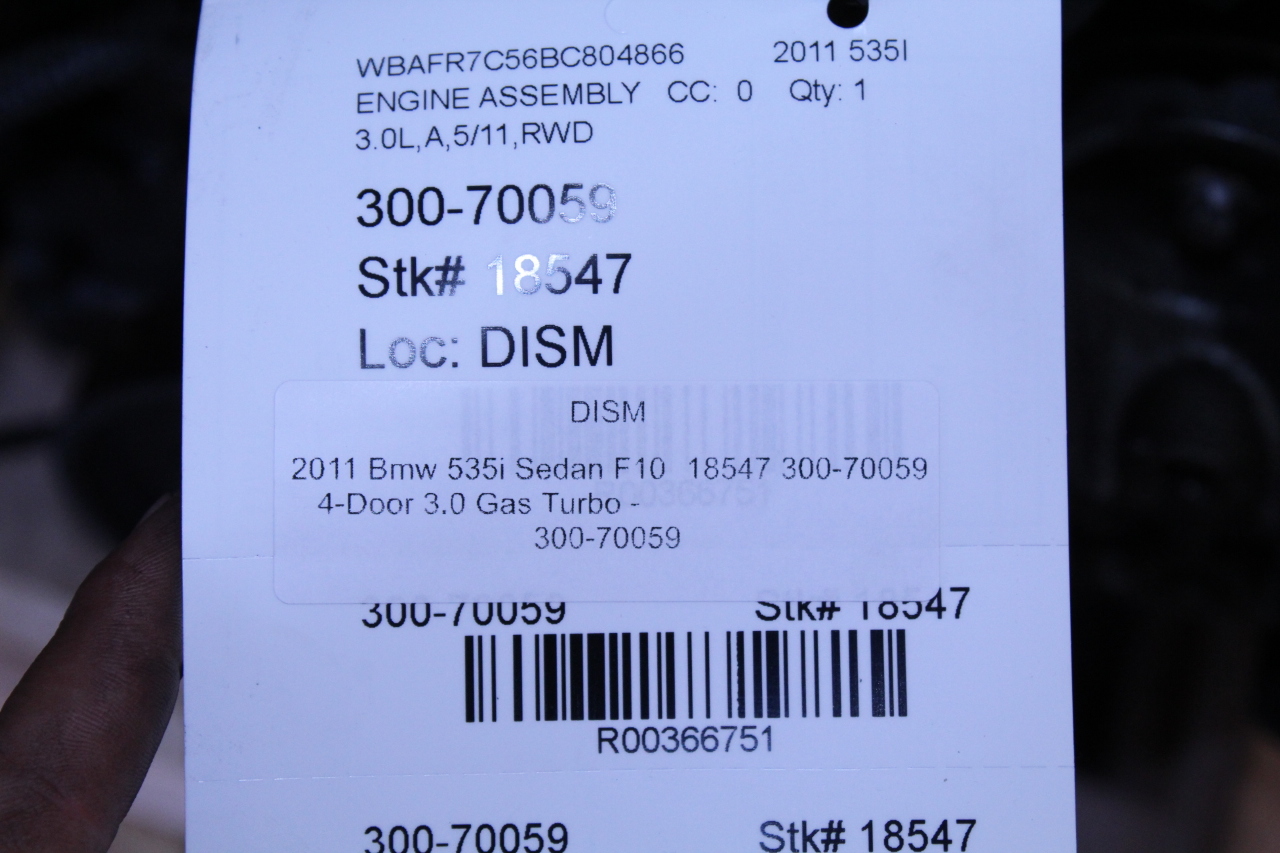 WBAFR7C56BC804866 2011 535I
ENGINE ASSEMBLY CC: 0 Qty: 1
3.0L,A,5/11,RWD
300-70059
Stk# 18547
Loc: DISM
DISM
2011 Bmw 535i Sedan F10 18547 300-70059
R00366751
4-Door 3.0 Gas Turbo -
300-70059
300-70059 Stk# 18547
R00366751
300-70059 Stk# 18547